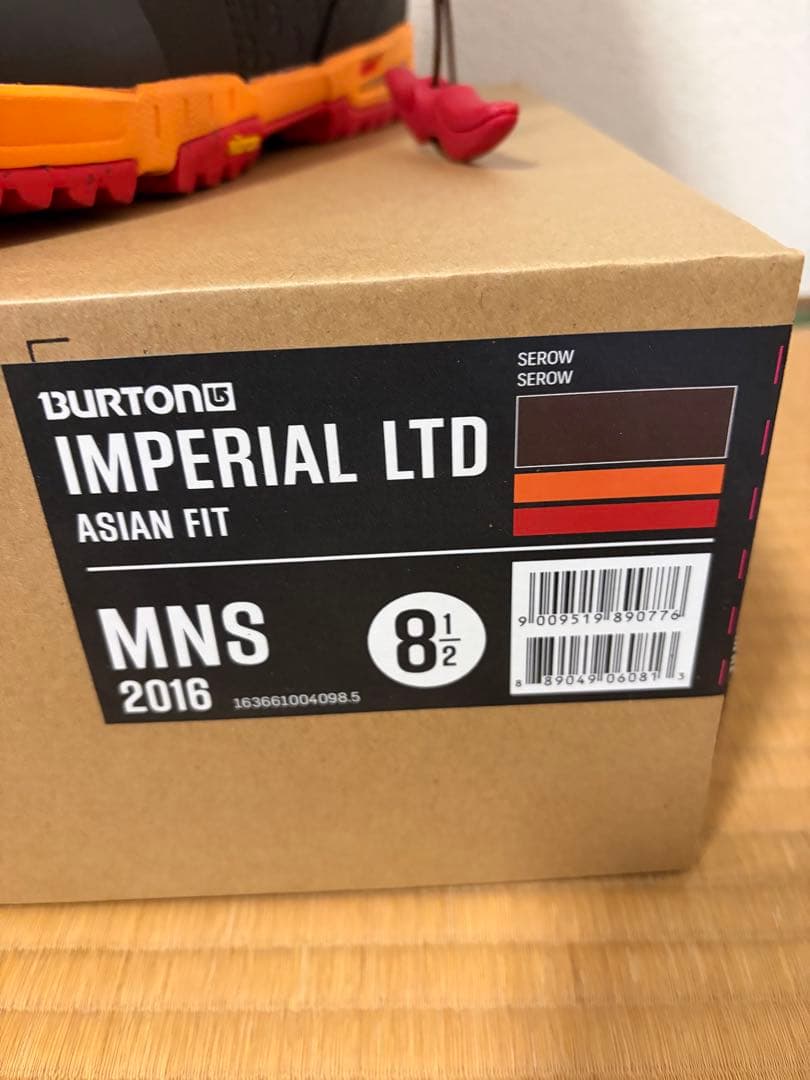 BURTON
IMPERIAL LTD
ASIAN FIT
SEROW
SEROW
MNS
2016
163661004098.5
8 1/2
9 009519 890776
8 89049 06081 3